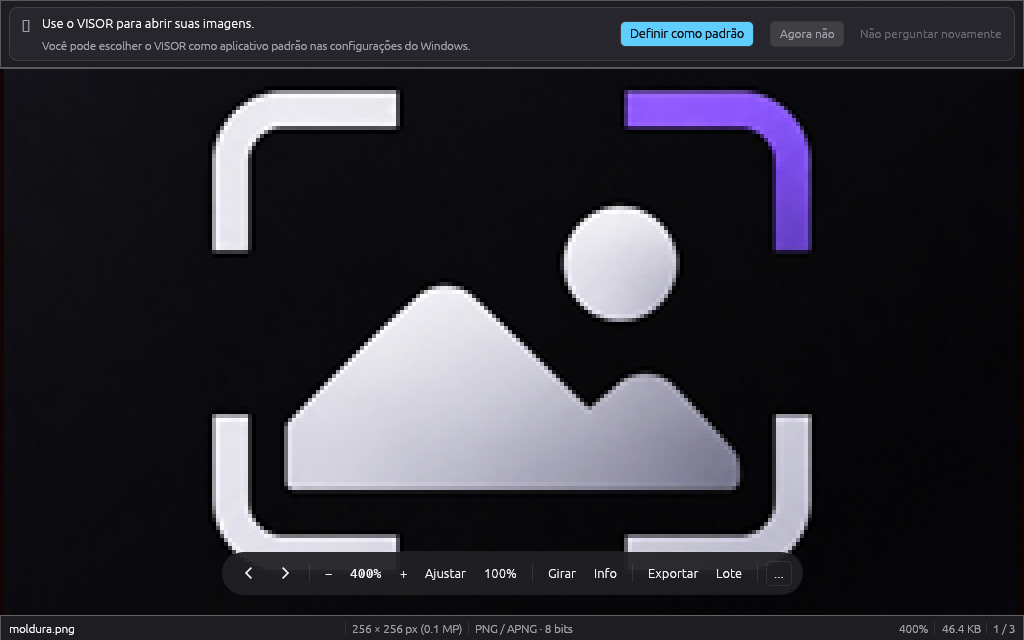 Use o VISOR para abrir suas imagens.
Você pode escolher o VISOR como aplicativo padrão nas configurações do Windows.
Definir como padrão
Agora não
Não perguntar novamente
− 400% + Ajustar 100% Girar Info Exportar Lote ...
moldura.png 256 × 256 px (0.1 MP) PNG / APNG · 8 bits 400% 46.4 KB 1 / 3